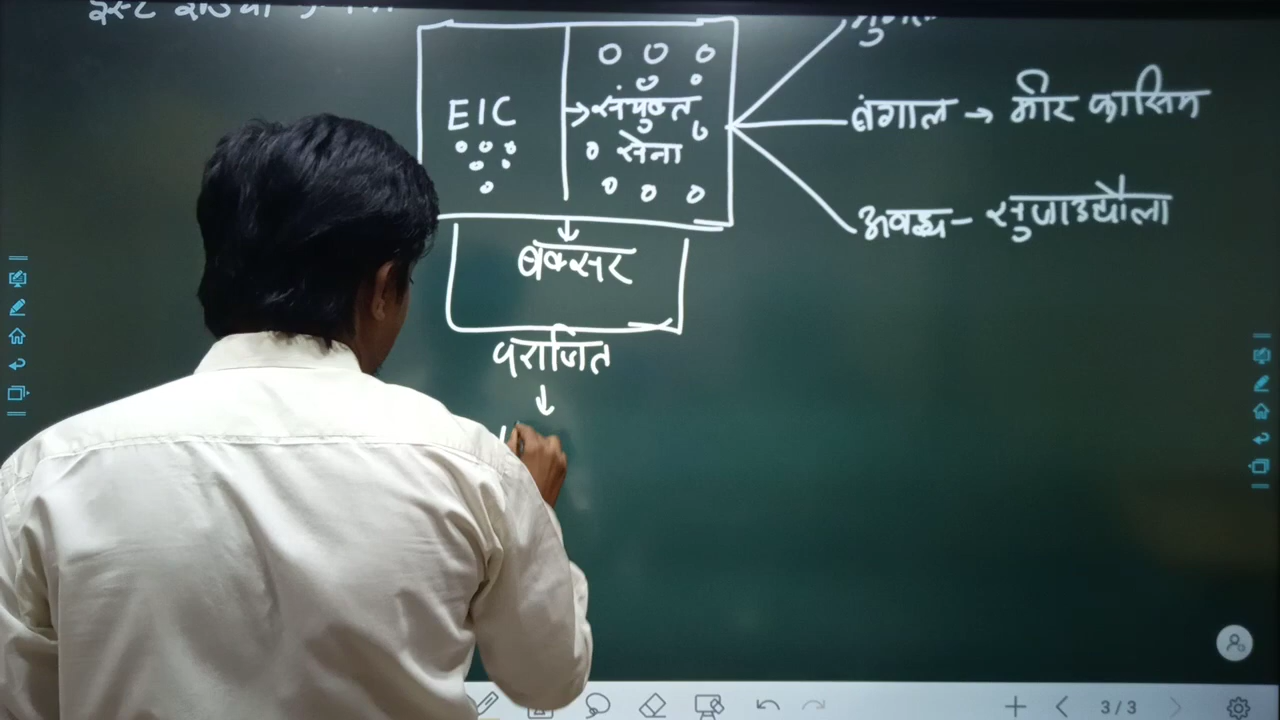 EIC
→ संयुक्त
सेना
बंगाल → मीर कासिम
अवध - सुजाउद्यौला
बक्सर
पराजित
3/3